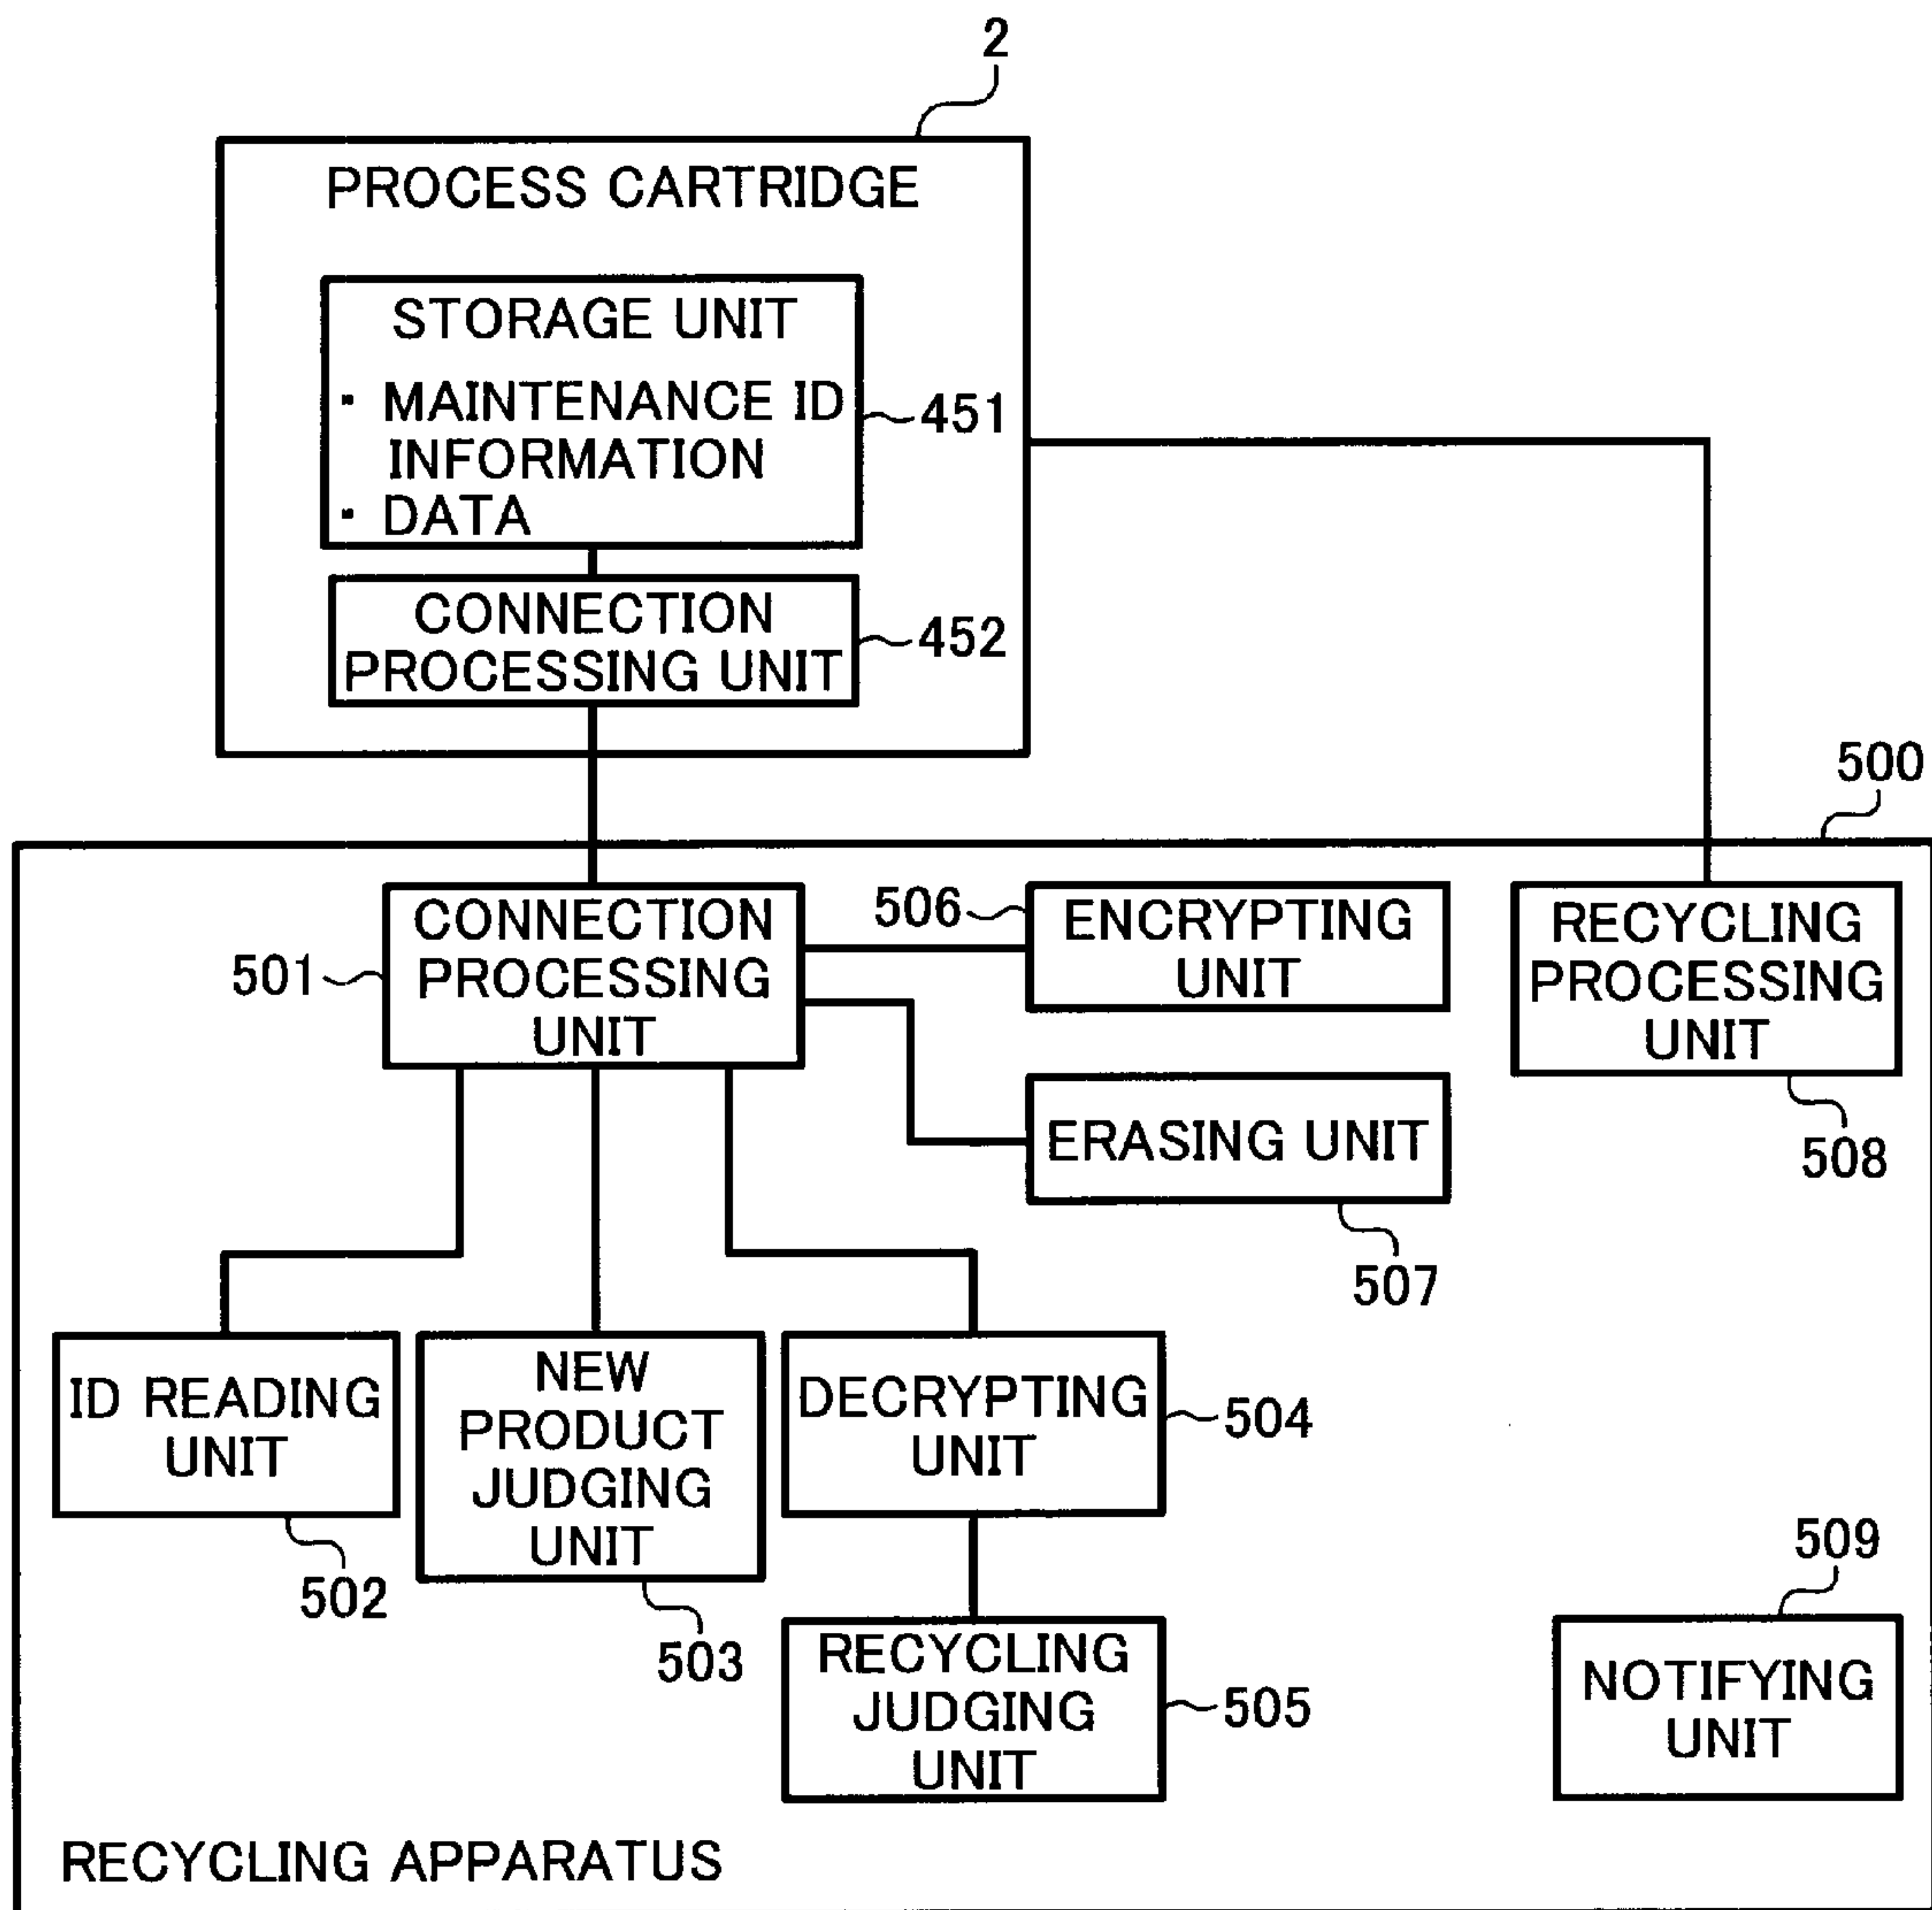 2
PROCESS CARTRIDGE
STORAGE UNIT
・ MAINTENANCE ID
INFORMATION
・ DATA
451
CONNECTION
PROCESSING UNIT
452
500
CONNECTION
PROCESSING
UNIT
501
506
ENCRYPTING
UNIT
RECYCLING
PROCESSING
UNIT
508
ERASING UNIT
507
ID READING
UNIT
502
NEW
PRODUCT
JUDGING
UNIT
503
DECRYPTING
UNIT
504
RECYCLING
JUDGING
UNIT
505
509
NOTIFYING
UNIT
RECYCLING APPARATUS